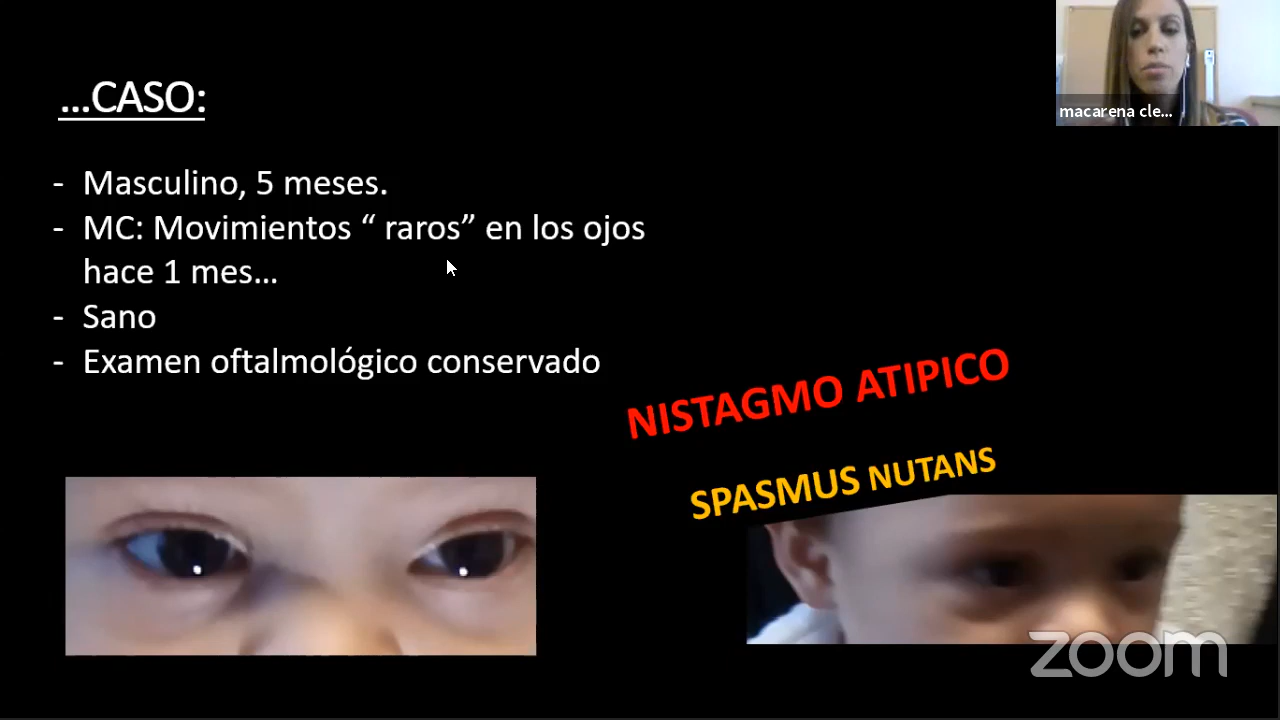 ...CASO:
macarena cle...
- Masculino, 5 meses.
- MC: Movimientos “ raros” en los ojos
hace 1 mes...
- Sano
- Examen oftalmológico conservado
NISTAGMO ATIPICO
SPASMUS NUTANS
zoom